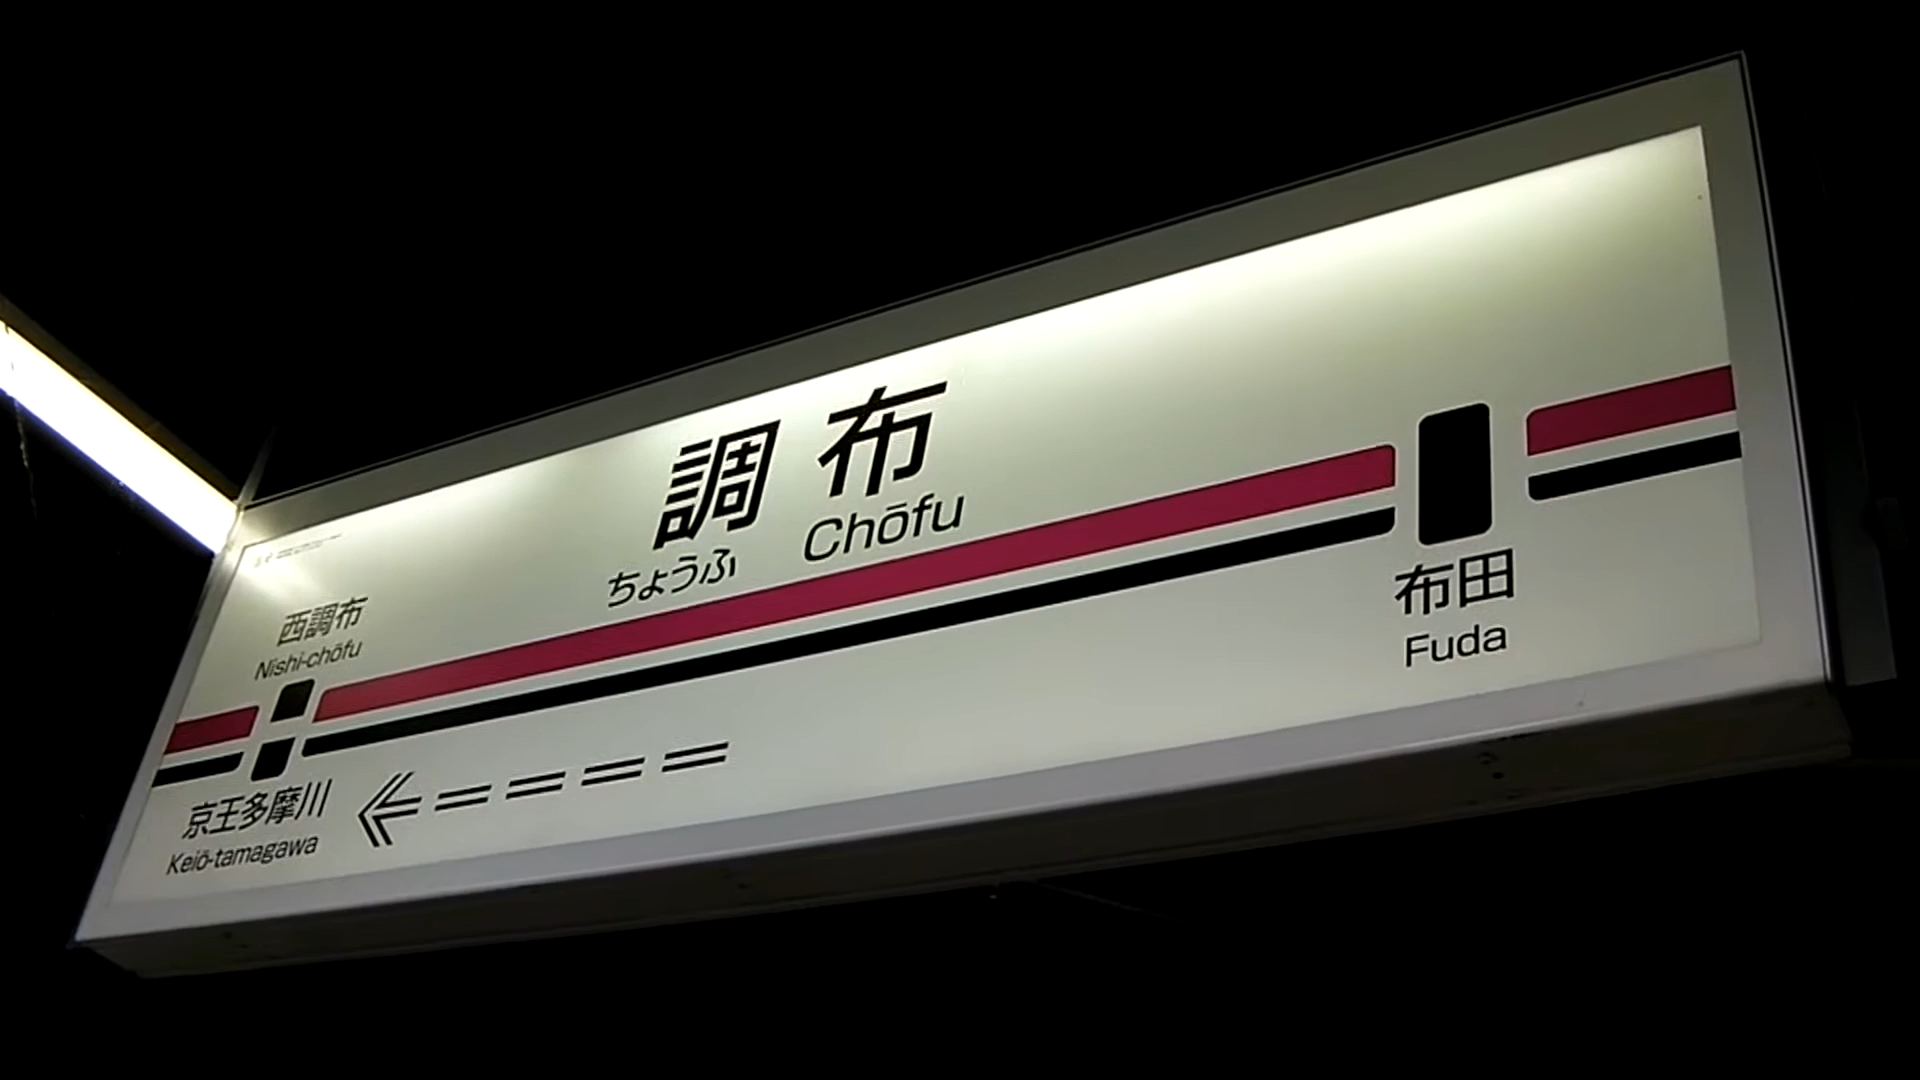 調布
ちょうふ Chōfu
西調布
Nishi-chōfu
布田
Fuda
京王多摩川
Keiō-tamagawa